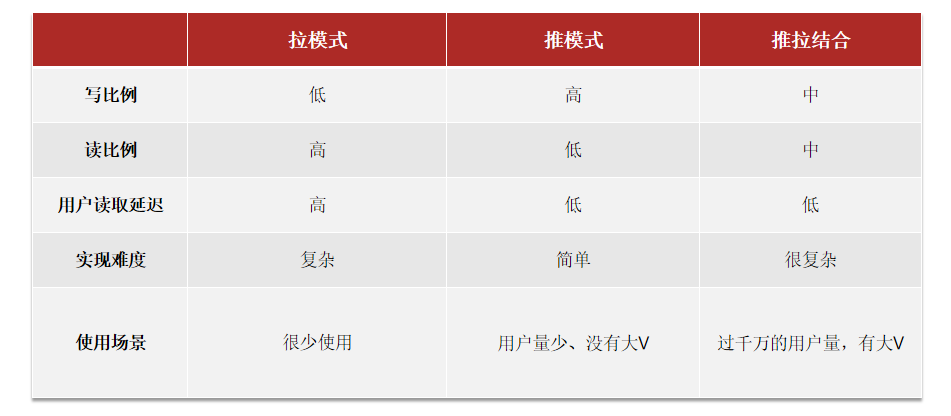 拉模式 推模式 推拉结合
写比例 低 高 中
读比例 高 低 中
用户读取延迟 高 低 低
实现难度 复杂 简单 很复杂
使用场景 很少使用 用户量少、没有大V 过千万的用户量，有大V